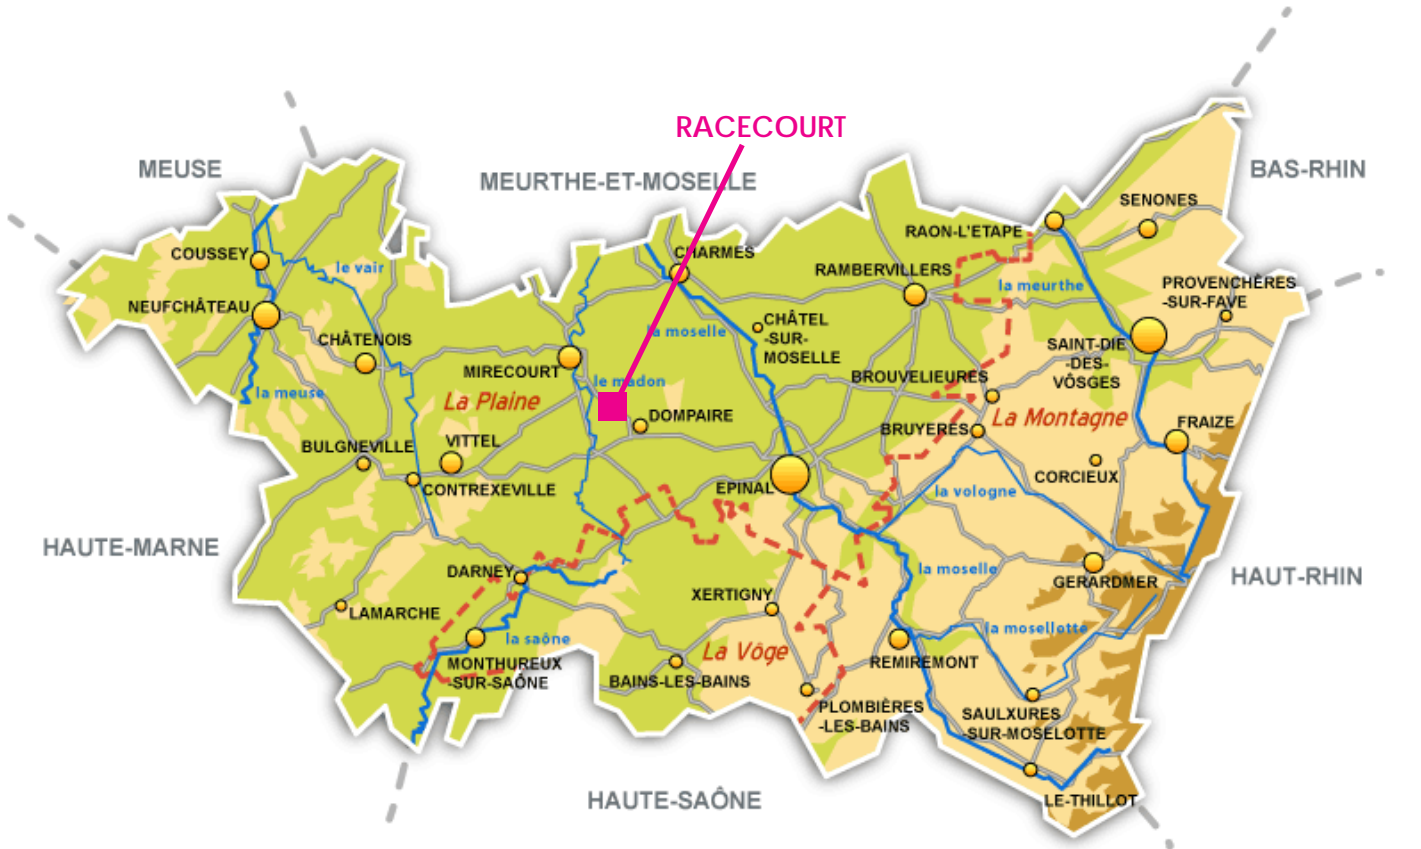 RACECOURT
MEUSE
MEURTHE-ET-MOSELLE
BAS-RHIN
SENONES
RAON-L'ETAPE
COUSSEY
CHARMES
le vair
RAMBERVILLERS
PROVENCHÈRES
-SUR-FAVE
la meurthe
NEUFCHÂTEAU
CHÂTEL
-SUR-
MOSELLE
la moselle
CHÂTENOIS
SAINT-DIE
-DES-
VÔSGES
MIRECOURT
le madon
BROUVELIEURES
la meuse
La Plaine
DOMPAIRE
La Montagne
FRAIZE
BRUYERES
BULGNEVILLE
VITTEL
CORCIEUX
CONTREXEVILLE
EPINAL
la vologne
HAUTE-MARNE
DARNEY
la moselle
GERARDMER
HAUT-RHIN
XERTIGNY
LAMARCHE
la saône
La Vôge
la mosellotte
MONTHUREUX
-SUR-SAÔNE
REMIREMONT
BAINS-LES-BAINS
PLOMBIÈRES
-LES-BAINS
SAULXURES
-SUR-MOSELOTTE
HAUTE-SAÔNE
LE-THILLOT